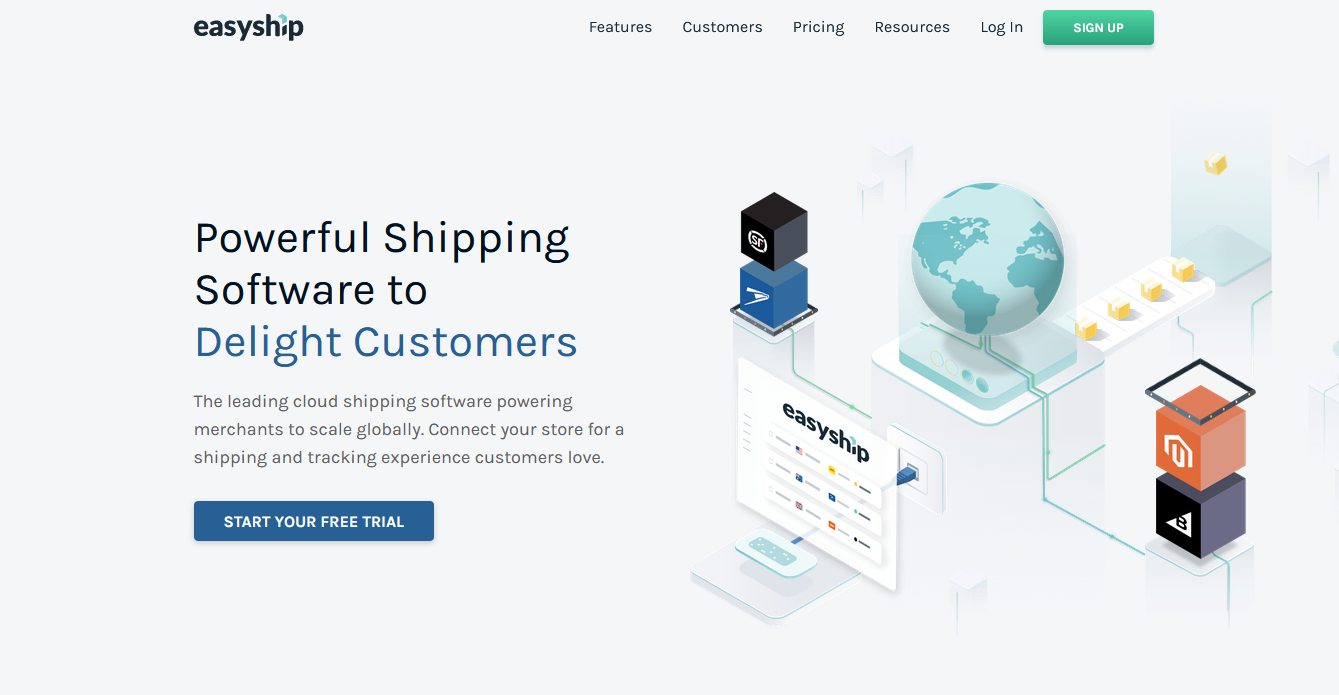 easyship
Features
Customers
Pricing
Resources
Log In
SIGN UP
Powerful Shipping
Software to
Delight Customers
The leading cloud shipping software powering
merchants to scale globally. Connect your store for a
shipping and tracking experience customers love.
START YOUR FREE TRIAL
SF
easyship
B